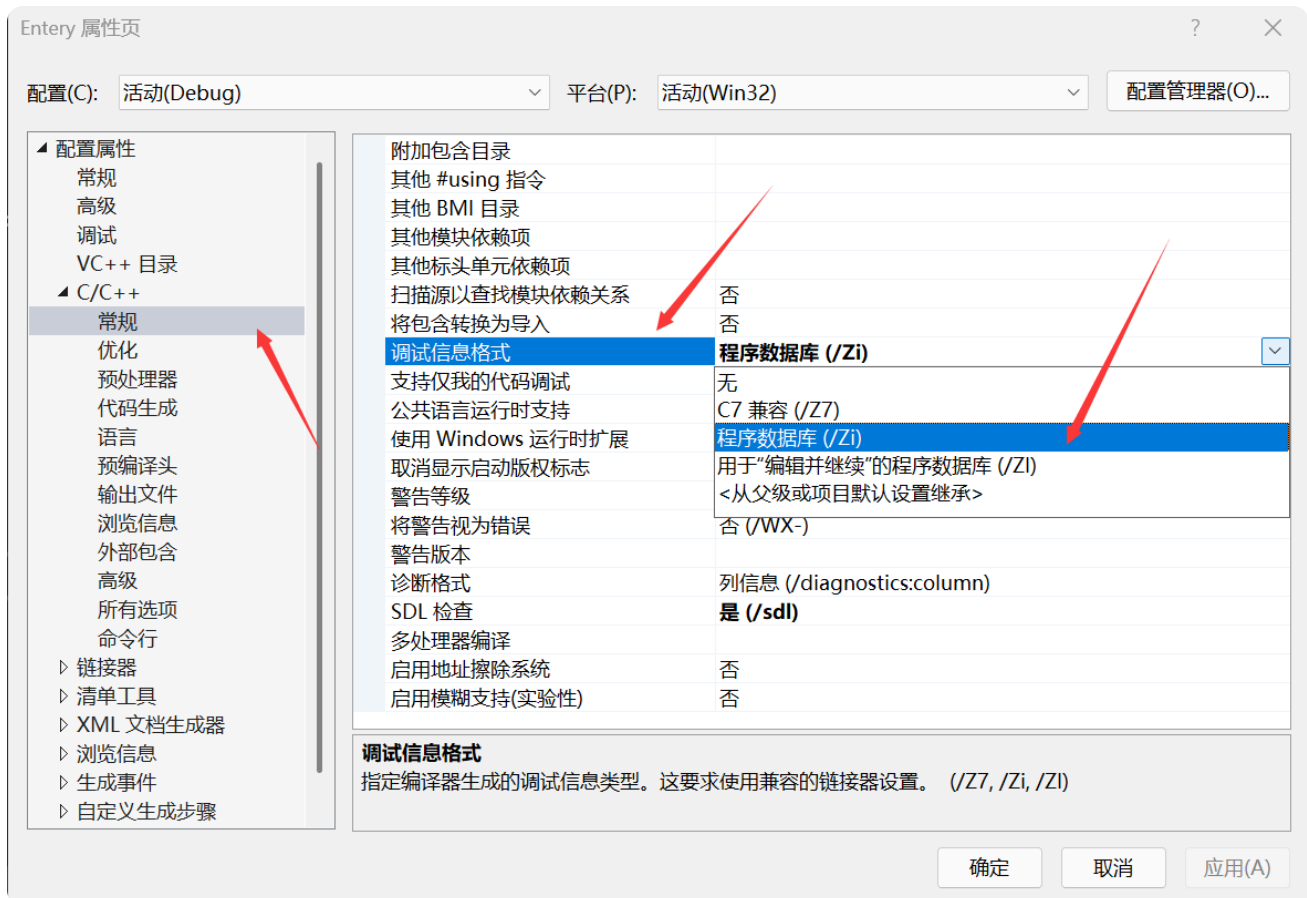 Entery 属性页
?
配置(C): 活动(Debug) 平台(P): 活动(Win32) 配置管理器(O)...
配置属性
常规
高级
调试
VC++ 目录
C/C++
常规
优化
预处理器
代码生成
语言
预编译头
输出文件
浏览信息
外部包含
高级
所有选项
命令行
链接器
清单工具
XML 文档生成器
浏览信息
生成事件
自定义生成步骤
附加包含目录
其他 #using 指令
其他 BMI 目录
其他模块依赖项
其他标头单元依赖项
扫描源以查找模块依赖关系 否
将包含转换为导入 否
调试信息格式 程序数据库 (/Zi)
支持仅我的代码调试 无
公共语言运行时支持 C7 兼容 (/Z7)
使用 Windows 运行时扩展 程序数据库 (/Zi)
取消显示启动版权标志 用于“编辑并继续”的程序数据库 (/ZI)
警告等级 <从父级或项目默认设置继承>
将警告视为错误 否 (/WX-)
警告版本
诊断格式 列信息 (/diagnostics:column)
SDL 检查 是 (/sdl)
多处理器编译
启用地址擦除系统 否
启用模糊支持(实验性) 否
调试信息格式
指定编译器生成的调试信息类型。这要求使用兼容的链接器设置。 (/Z7, /Zi, /ZI)
确定 取消 应用(A)